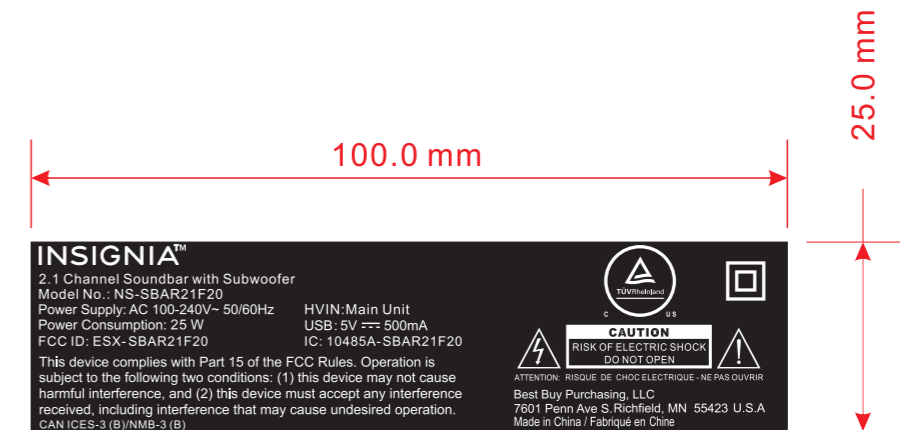 25.0 mm
100.0 mm
INSIGNIA™
2.1 Channel Soundbar with Subwoofer
Model No.: NS-SBAR21F20
Power Supply: AC 100-240V~ 50/60Hz
Power Consumption: 25 W
FCC ID: ESX-SBAR21F20
HVIN:Main Unit
USB: 5V ⎓ 500mA
IC: 10485A-SBAR21F20
This device complies with Part 15 of the FCC Rules. Operation is
subject to the following two conditions: (1) this device may not cause
harmful interference, and (2) this device must accept any interference
received, including interference that may cause undesired operation.
CAN ICES-3 (B)/NMB-3 (B)
TÜVRheinland
C US
CAUTION
RISK OF ELECTRIC SHOCK
DO NOT OPEN
ATTENTION: RISQUE DE CHOC ELECTRIQUE - NE PAS OUVRIR
Best Buy Purchasing, LLC
7601 Penn Ave S.Richfield, MN 55423 U.S.A
Made in China / Fabriqué en Chine